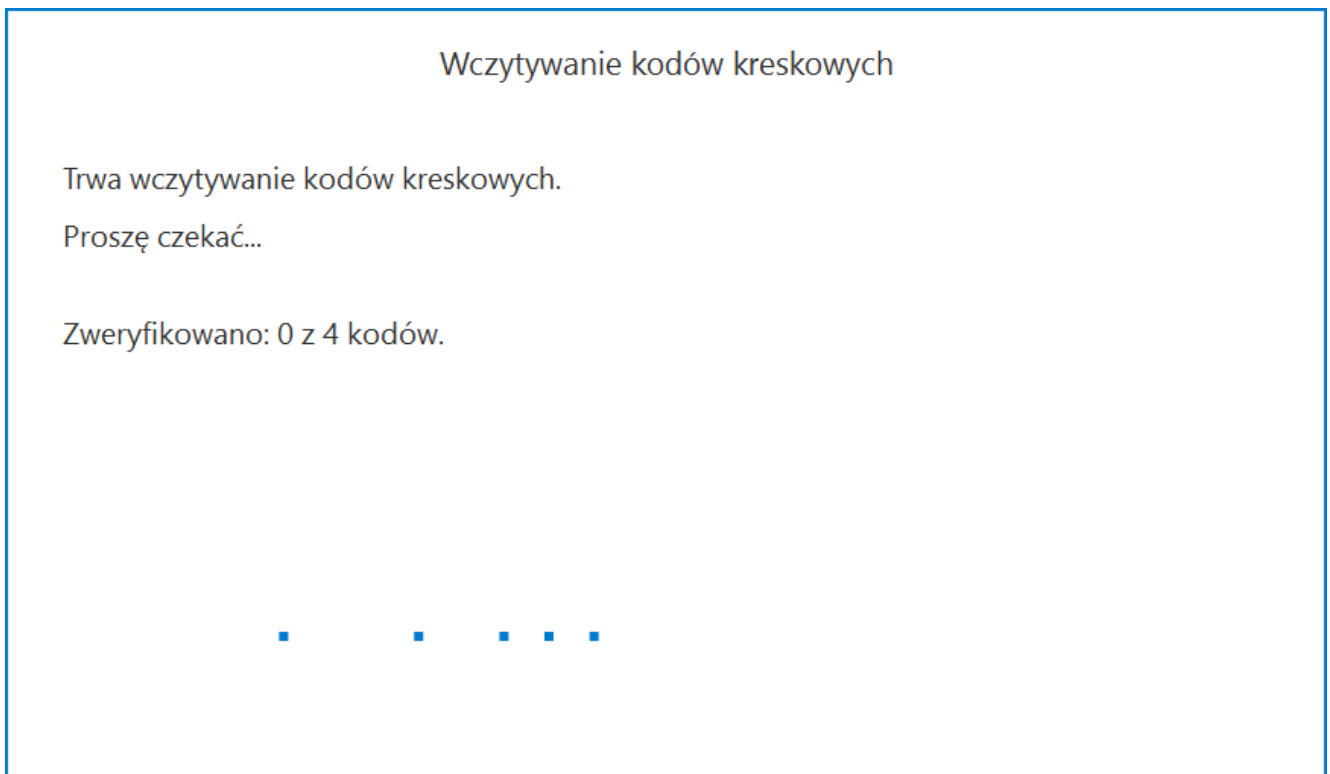 Wczytywanie kodów kreskowych
Trwa wczytywanie kodów kreskowych.
Proszę czekać...
Zweryfikowano: 0 z 4 kodów.